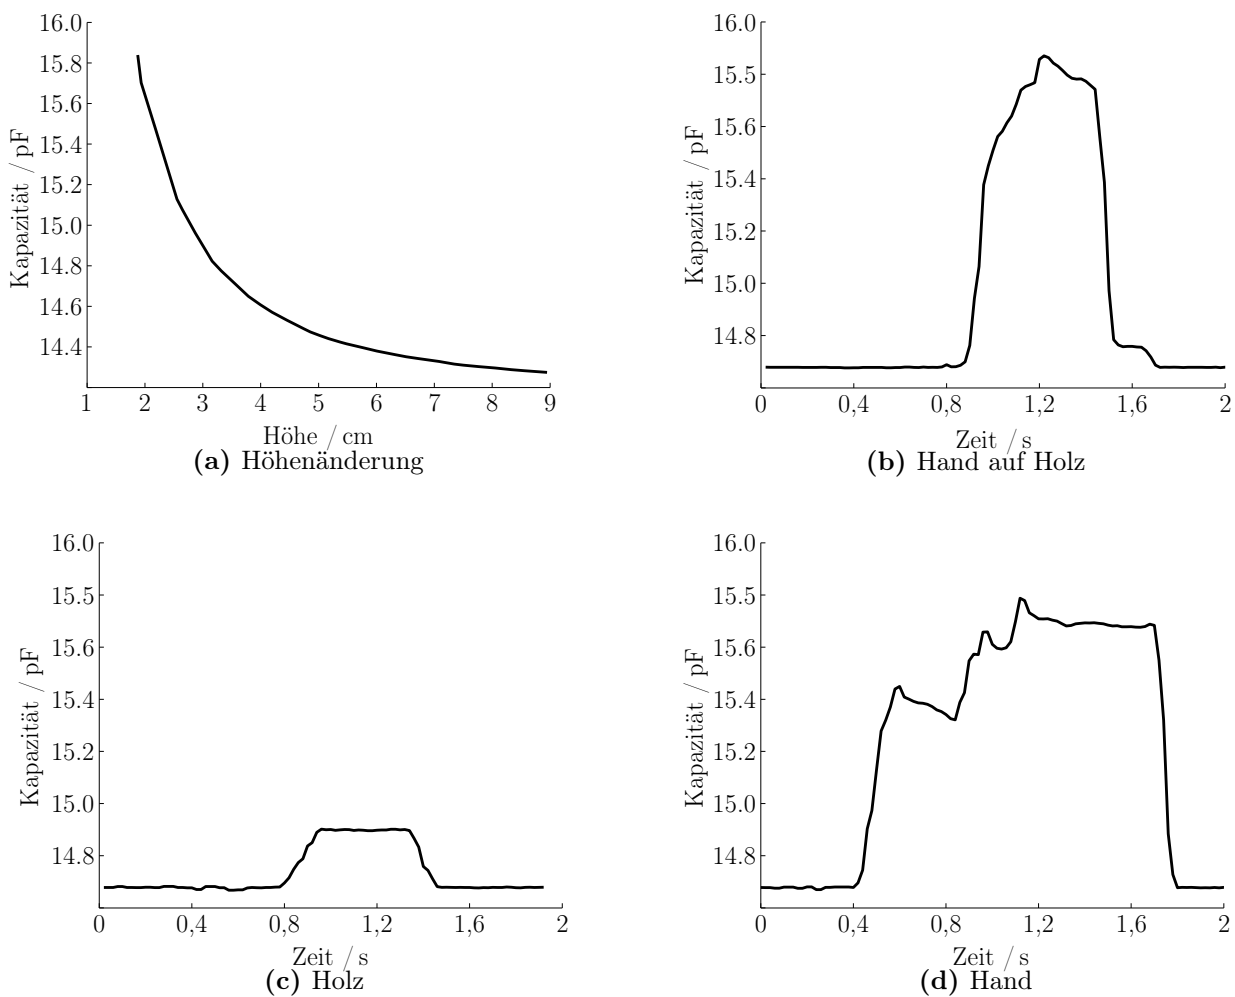 16.0
15.8
15.6
15.4
15.2
15.0
14.8
14.4
Kapazität / pF
1 2 3 4 5 6 7 8 9
Höhe / cm
(a) Höhenänderung
16.0
15.5
15.6
15.4
15.2
15.0
14.8
Kapazität / pF
0 0,4 0,8 1,2 1,6 2
Zeit / s
(b) Hand auf Holz
16.0
15.5
15.6
15.4
15.2
15.0
14.8
Kapazität / pF
0 0,4 0,8 1,2 1,6 2
Zeit / s
(c) Holz
16.0
15.5
15.6
15.4
15.2
15.0
14.8
Kapazität / pF
0 0,4 0,8 1,2 1,6 2
Zeit / s
(d) Hand